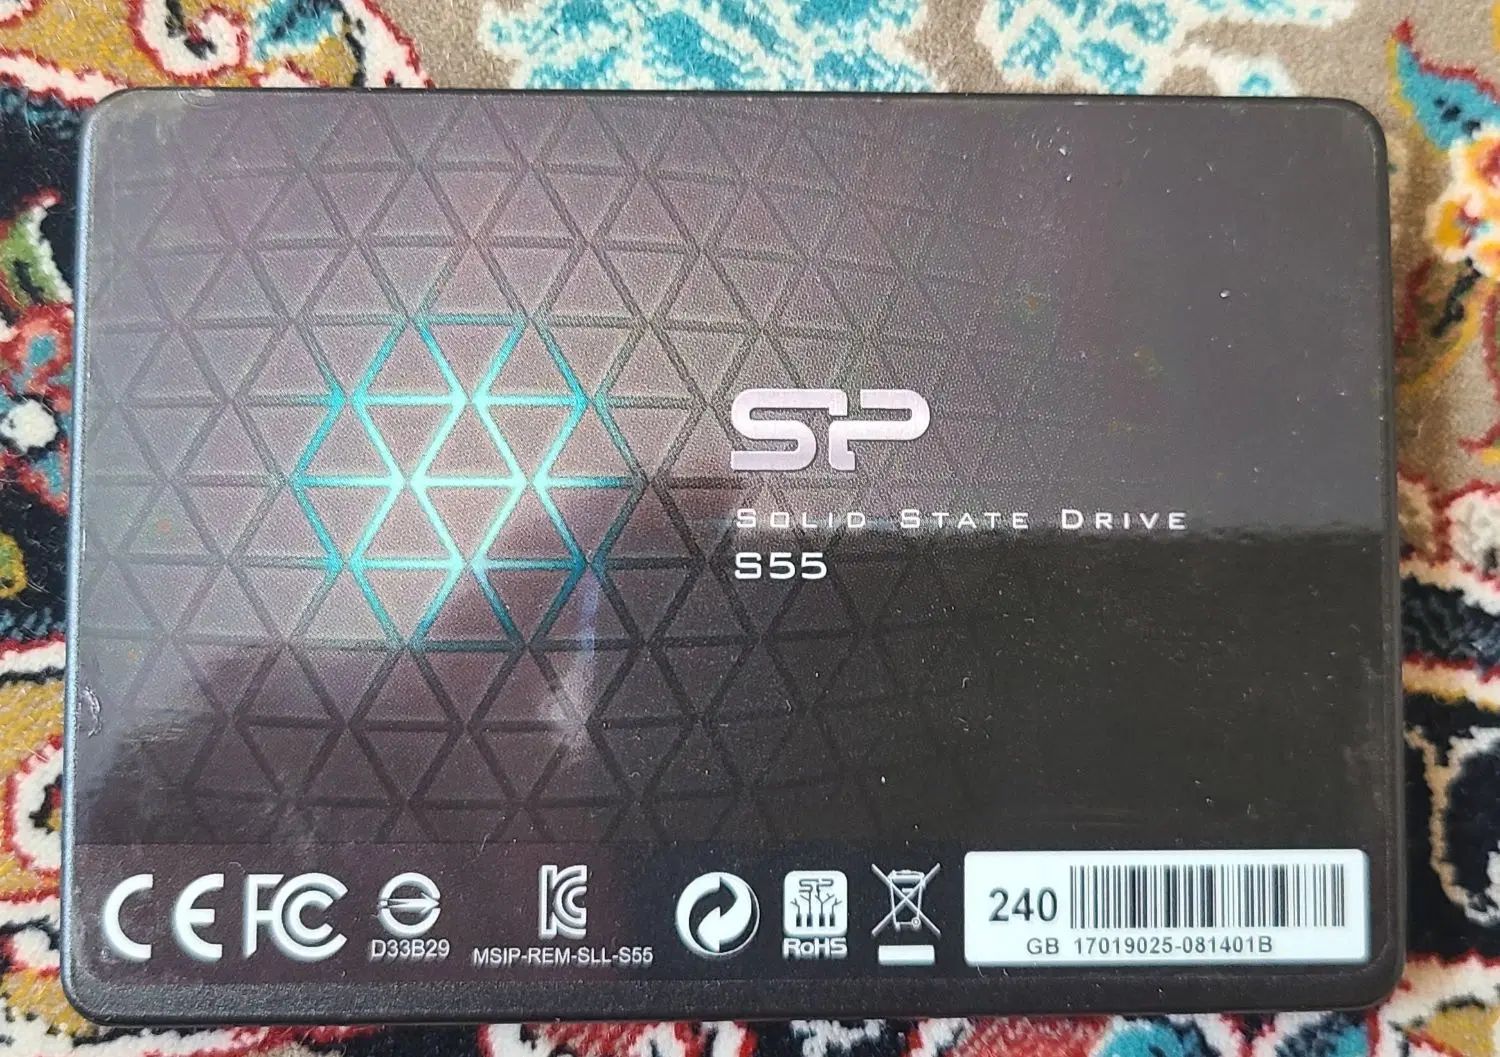 SP
SOLID STATE DRIVE
S55
CE FC
D33B29
MSIP-REM-SLL-S55
SP
RoHS
240
GB 17019025-081401B